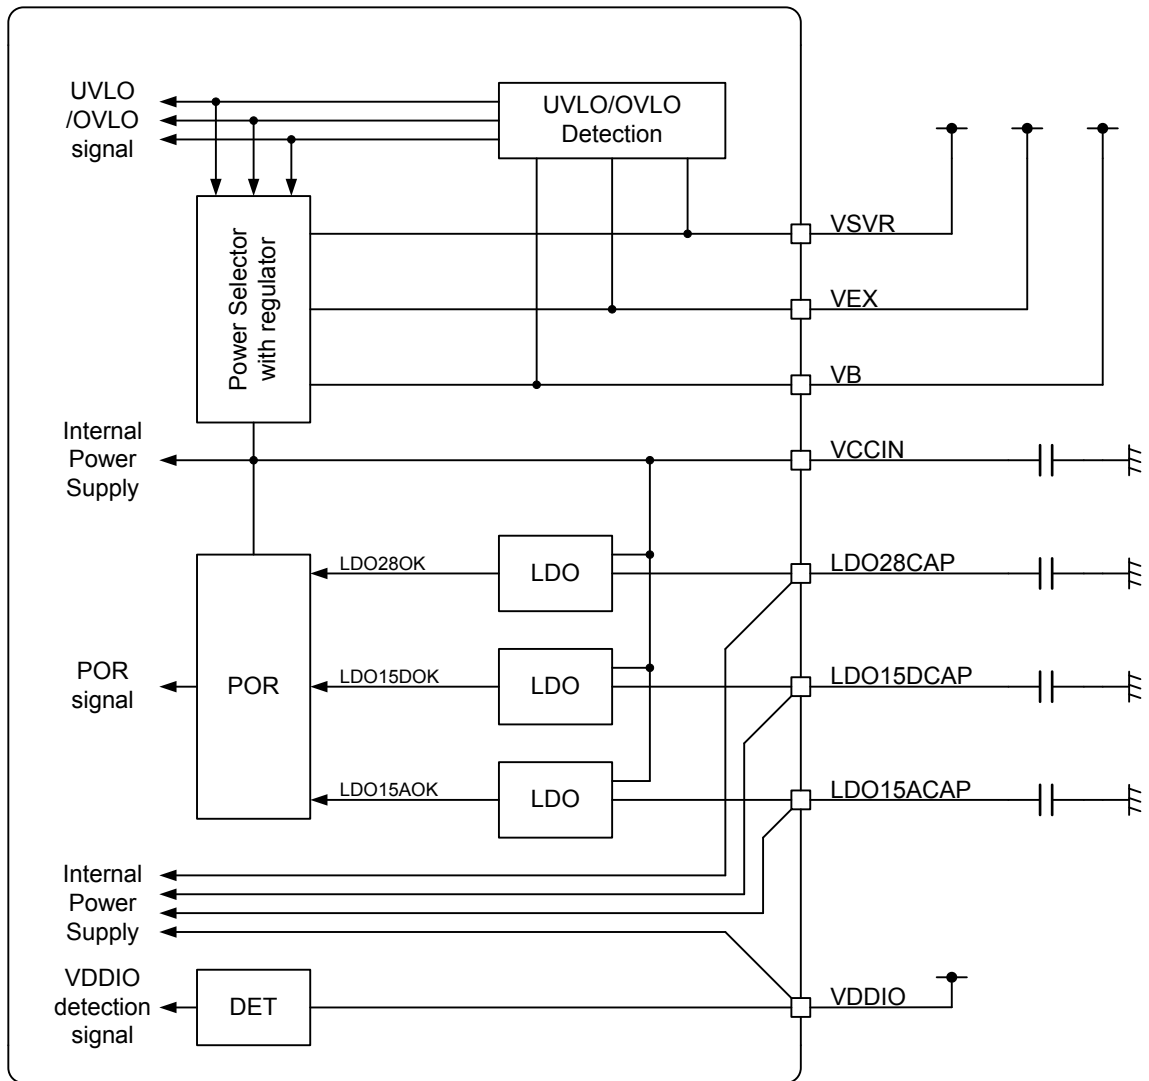 UVLO
/OVLO
signal
UVLO/OVLO
Detection
Power Selector
with regulator
VSVR
VEX
VB
Internal
Power
Supply
VCCIN
LDO28OK
LDO
LDO28CAP
POR
signal
POR
LDO15DOK
LDO
LDO15DCAP
LDO15AOK
LDO
LDO15ACAP
Internal
Power
Supply
VDDIO
detection
signal
DET
VDDIO